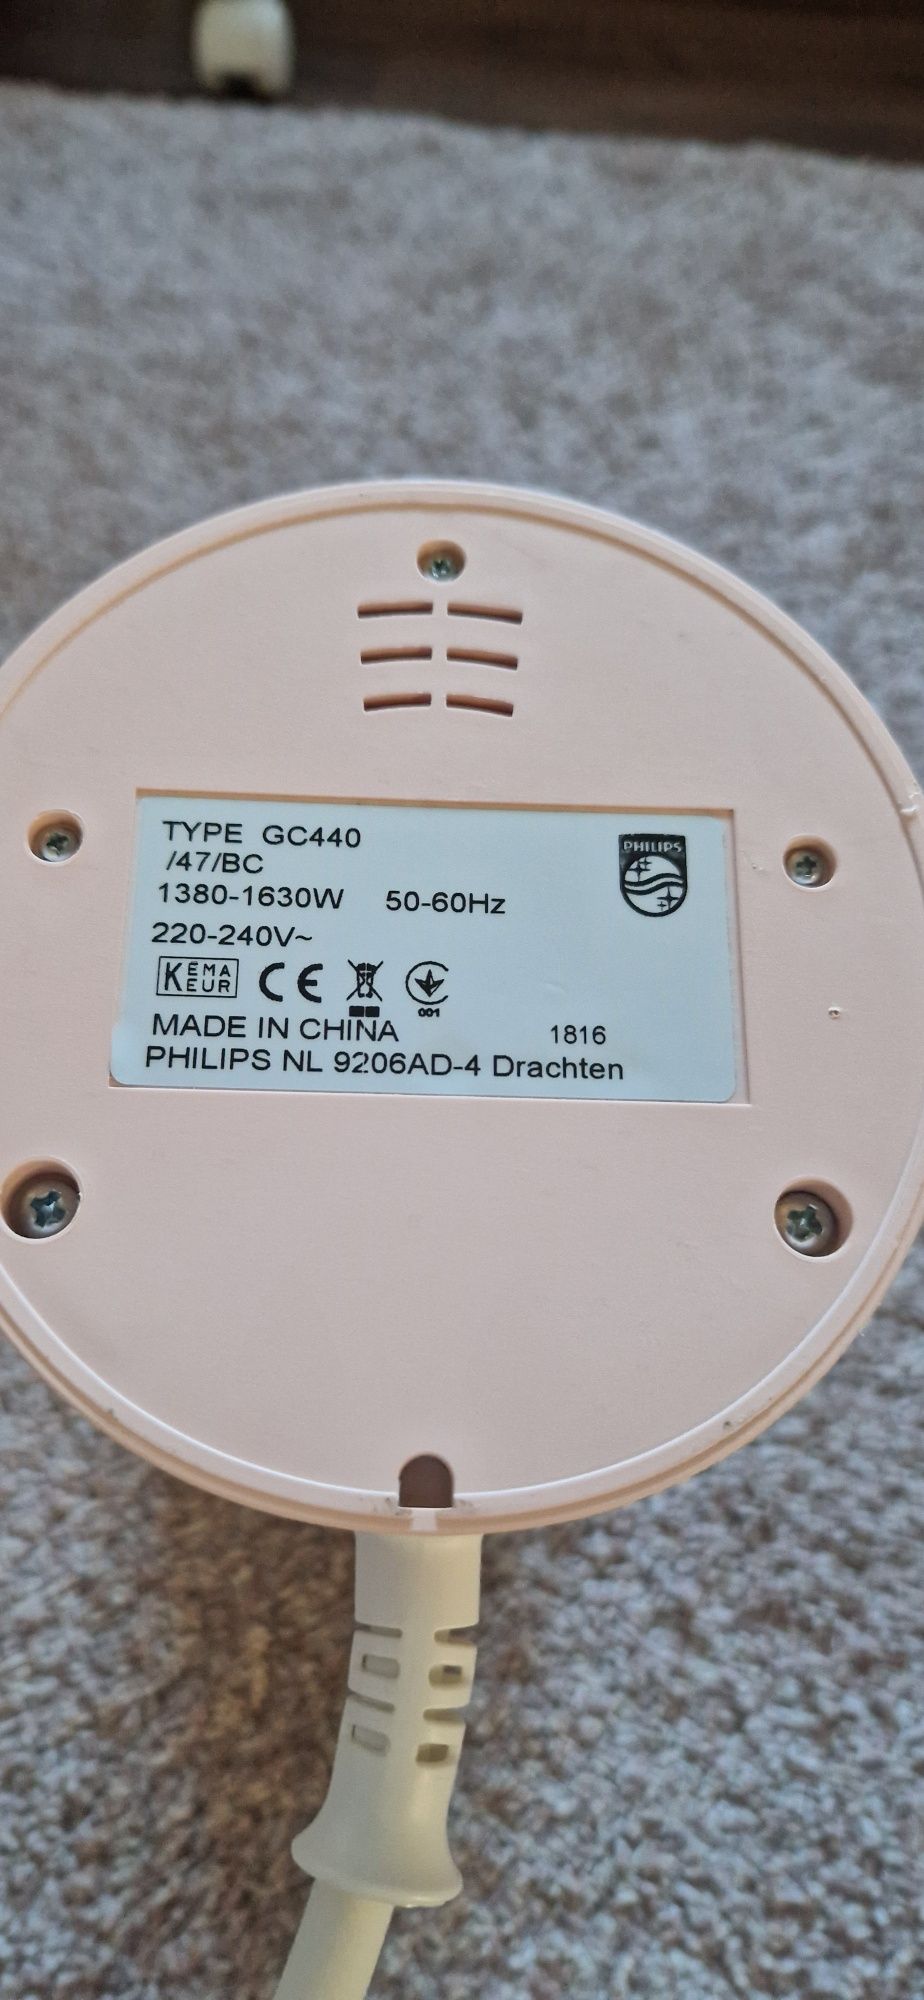 TYPE GC440
/47/BC
PHILIPS
1380-1630W 50-60Hz
220-240V~
KEMA
EUR
CE
001
MADE IN CHINA 1816
PHILIPS NL 9206AD-4 Drachten